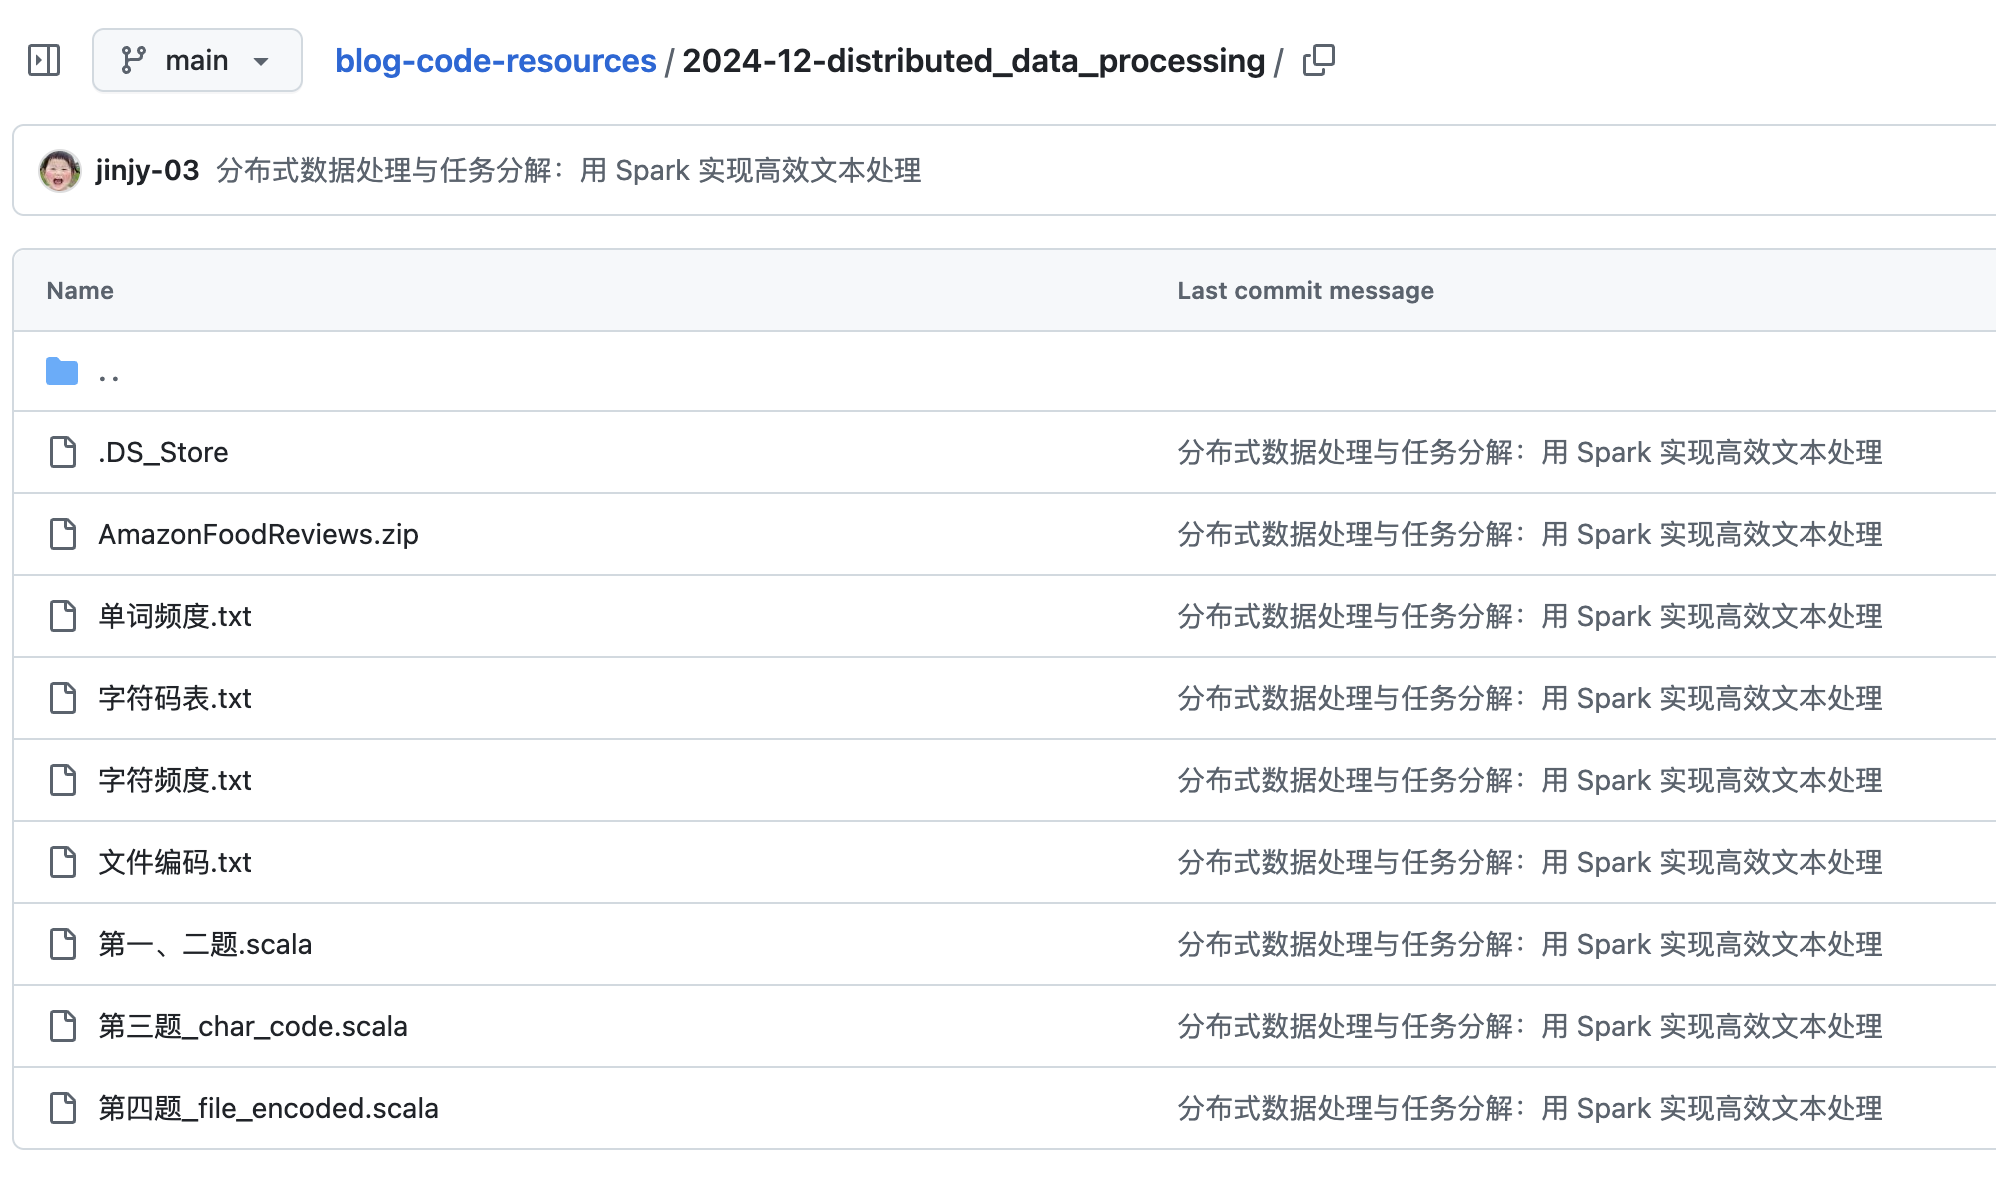 main
blog-code-resources / 2024-12-distributed_data_processing /
jinjy-03 分布式数据处理与任务分解：用 Spark 实现高效文本处理
Name Last commit message
..
.DS_Store 分布式数据处理与任务分解：用 Spark 实现高效文本处理
AmazonFoodReviews.zip 分布式数据处理与任务分解：用 Spark 实现高效文本处理
单词频度.txt 分布式数据处理与任务分解：用 Spark 实现高效文本处理
字符码表.txt 分布式数据处理与任务分解：用 Spark 实现高效文本处理
字符频度.txt 分布式数据处理与任务分解：用 Spark 实现高效文本处理
文件编码.txt 分布式数据处理与任务分解：用 Spark 实现高效文本处理
第一、二题.scala 分布式数据处理与任务分解：用 Spark 实现高效文本处理
第三题_char_code.scala 分布式数据处理与任务分解：用 Spark 实现高效文本处理
第四题_file_encoded.scala 分布式数据处理与任务分解：用 Spark 实现高效文本处理